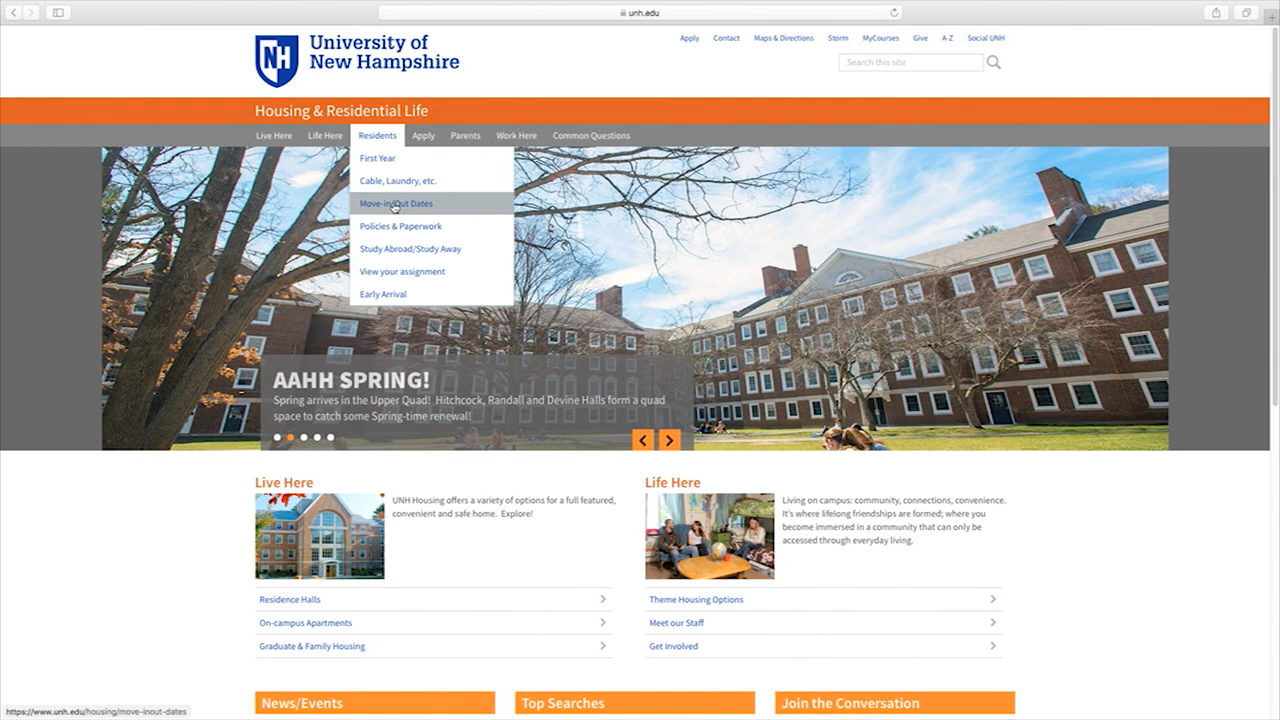 unh.edu
NH
University of
New Hampshire
Apply Contact Maps & Directions Storm MyCourses Give A-Z Social UNH
Search this site
Housing & Residential Life
Live Here Life Here Residents Apply Parents Work Here Common Questions
First Year
Cable, Laundry, etc.
Move-in/Out Dates
Policies & Paperwork
Study Abroad/Study Away
View your assignment
Early Arrival
AAHH SPRING!
Spring arrives in the Upper Quad! Hitchcock, Randall and Devine Halls form a quad
space to catch some Spring-time renewal!
Live Here
UNH Housing offers a variety of options for a full featured,
convenient and safe home. Explore!
Residence Halls
On-campus Apartments
Graduate & Family Housing
Life Here
Living on campus: community, connections, convenience.
It's where lifelong friendships are formed; where you
become immersed in a community that can only be
accessed through everyday living.
Theme Housing Options
Meet our Staff
Get Involved
News/Events
Top Searches
Join the Conversation
https://www.unh.edu/housing/move-inout-dates